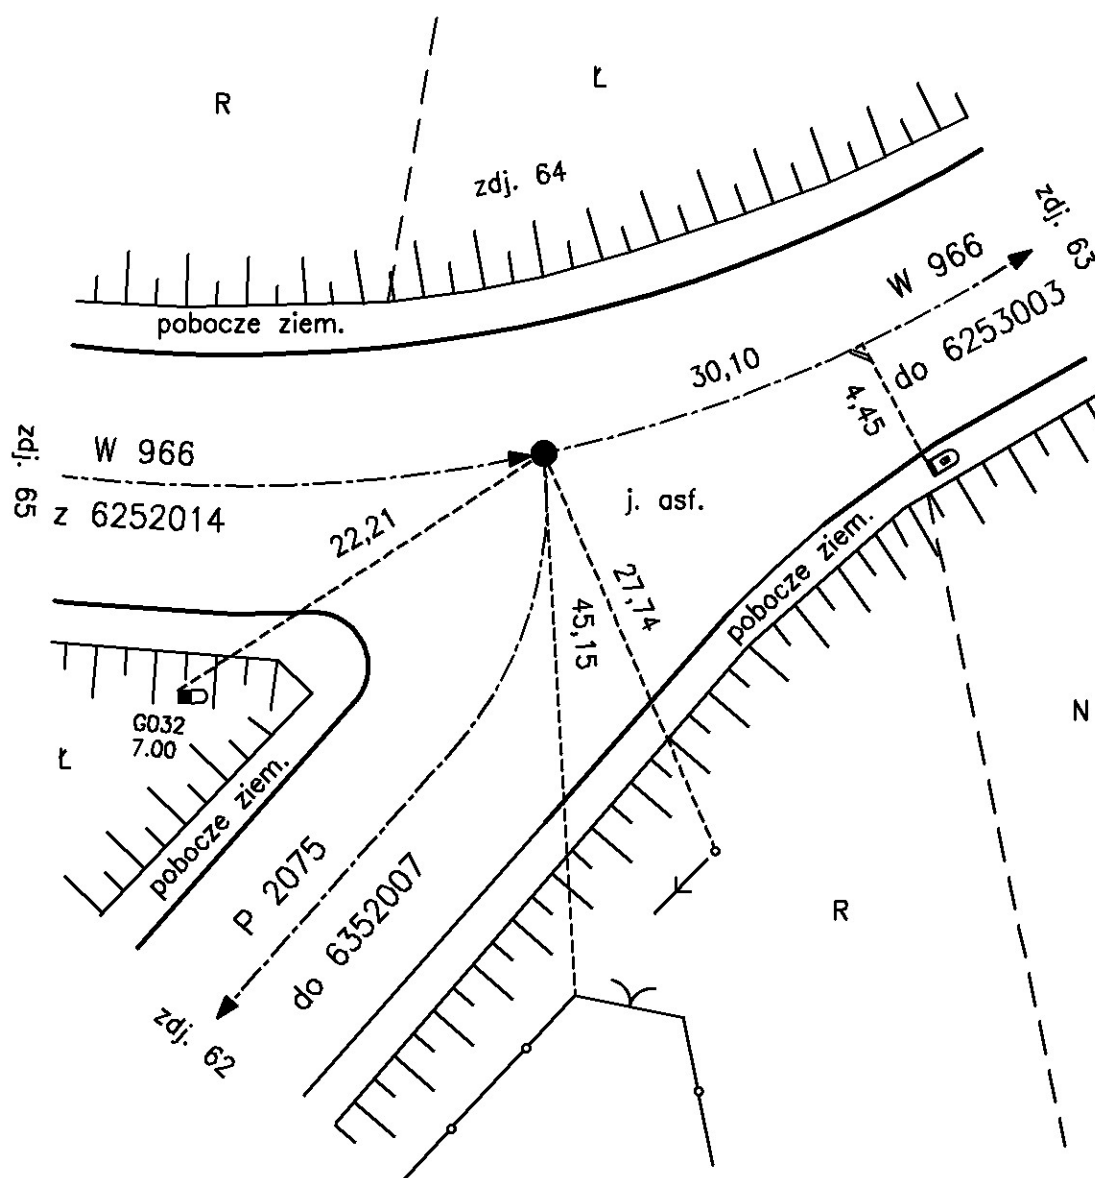 R
Ł
zdj. 64
zdj. 63
W 966
do 6253003
pobocze ziem.
30,10
4,45
zdj. 65
W 966
z 6252014
j. asf.
22,21
27,74
45,15
pobocze ziem.
G032
7.00
Ł
N
pobocze ziem.
P 2075
do 6352007
R
zdj. 62